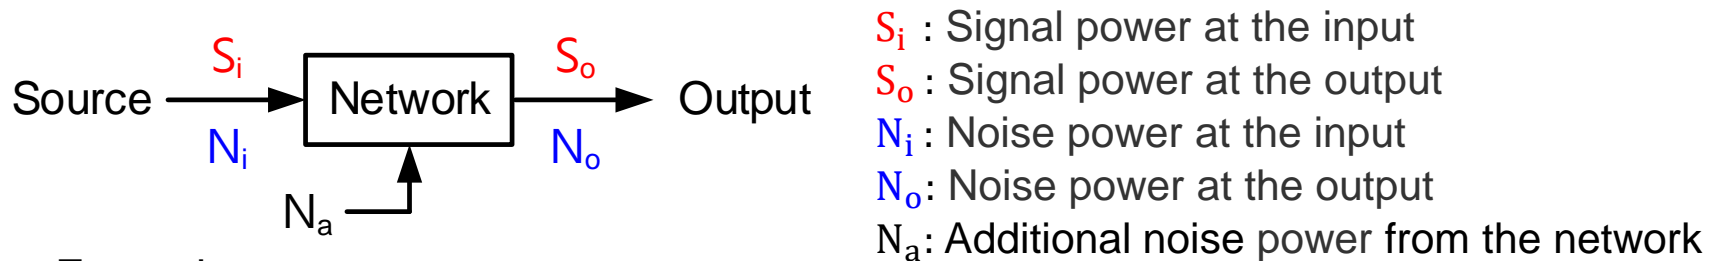 Source
Sᵢ
Nᵢ
Network
Nₐ
Sₒ
Nₒ
Output
Sᵢ : Signal power at the input
Sₒ : Signal power at the output
Nᵢ : Noise power at the input
Nₒ: Noise power at the output
Nₐ: Additional noise power from the network